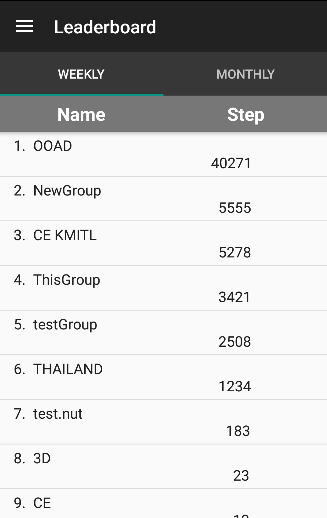 Leaderboard
WEEKLY MONTHLY
Name Step
1. OOAD
40271
2. NewGroup
5555
3. CE KMITL
5278
4. ThisGroup
3421
5. testGroup
2508
6. THAILAND
1234
7. test.nut
183
8. 3D
23
9. CE